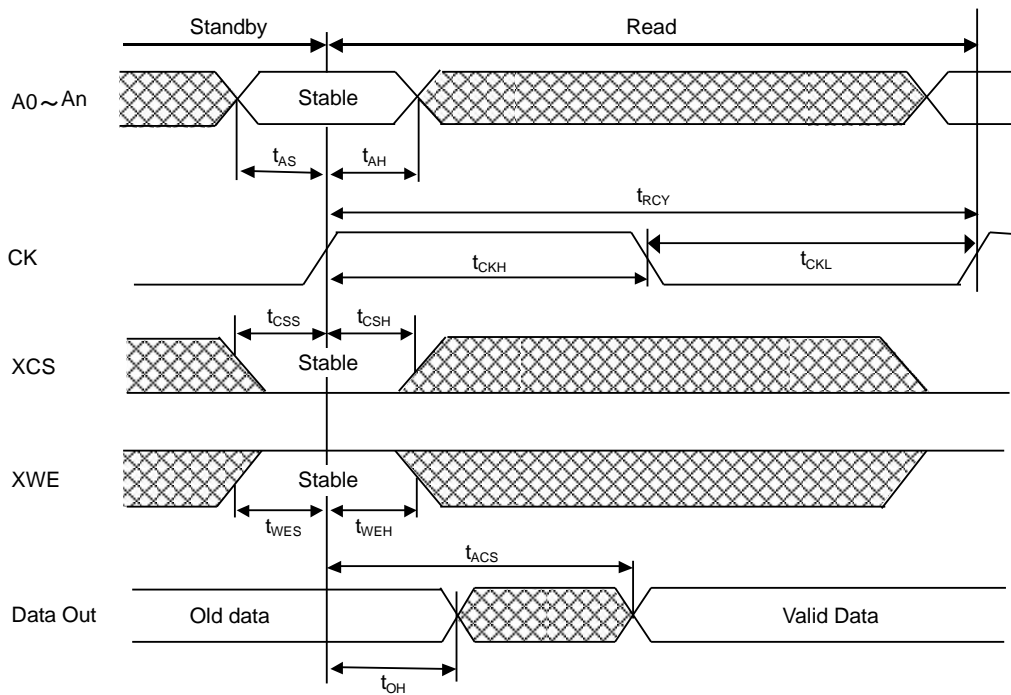 Standby
Read
A0～An
Stable
tAS
tAH
tRCY
CK
tCKH
tCKL
tCSS
tCSH
XCS
Stable
XWE
Stable
tWES
tWEH
tACS
Data Out
Old data
Valid Data
tOH